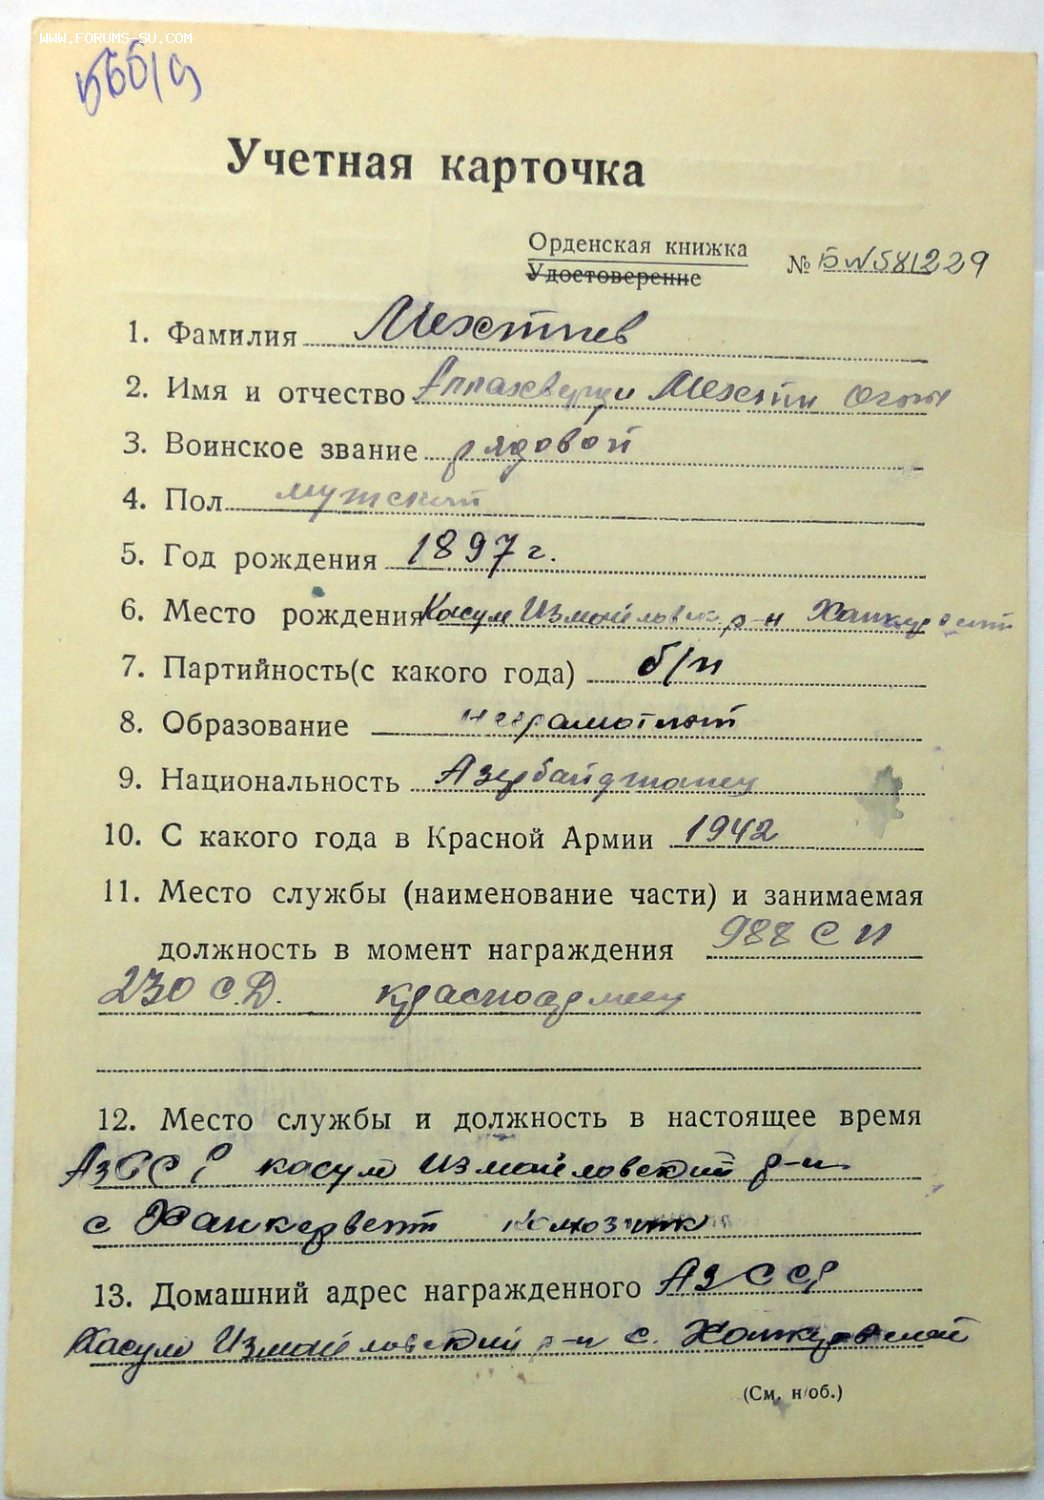 WWW.FORUMS-SU.COM
Учетная карточка
Орденская книжка
Удостоверение
№ Б №581229
1. Фамилия Мехтиев
2. Имя и отчество Аллахверди Мехти оглы
3. Воинское звание рядовой
4. Пол мужской
5. Год рождения 1897 г.
6. Место рождения Касум Измайловск р-н
7. Партийность(с какого года) б/п
8. Образование неграмотный
9. Национальность Азербайджанец
10. С какого года в Красной Армии 1942
11. Место службы (наименование части) и занимаемая
должность в момент награждения 988 СП
230 С.Д. красноармеец
12. Место службы и должность в настоящее время
АзССР касум Измайловский р-н
с колхозник
13. Домашний адрес награжденного АзССР
Касум Измайловский р-н с.
(См. н/об.)